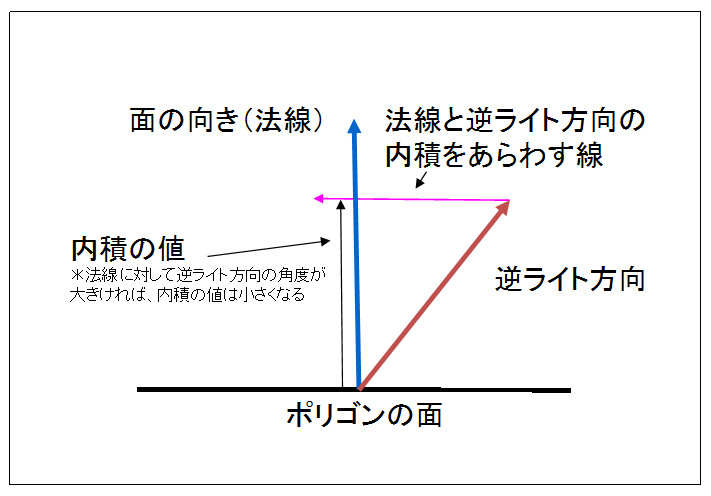 面の向き（法線）
法線と逆ライト方向の
内積をあらわす線
内積の値
※法線に対して逆ライト方向の角度が
大きければ、内積の値は小さくなる
逆ライト方向
ポリゴンの面